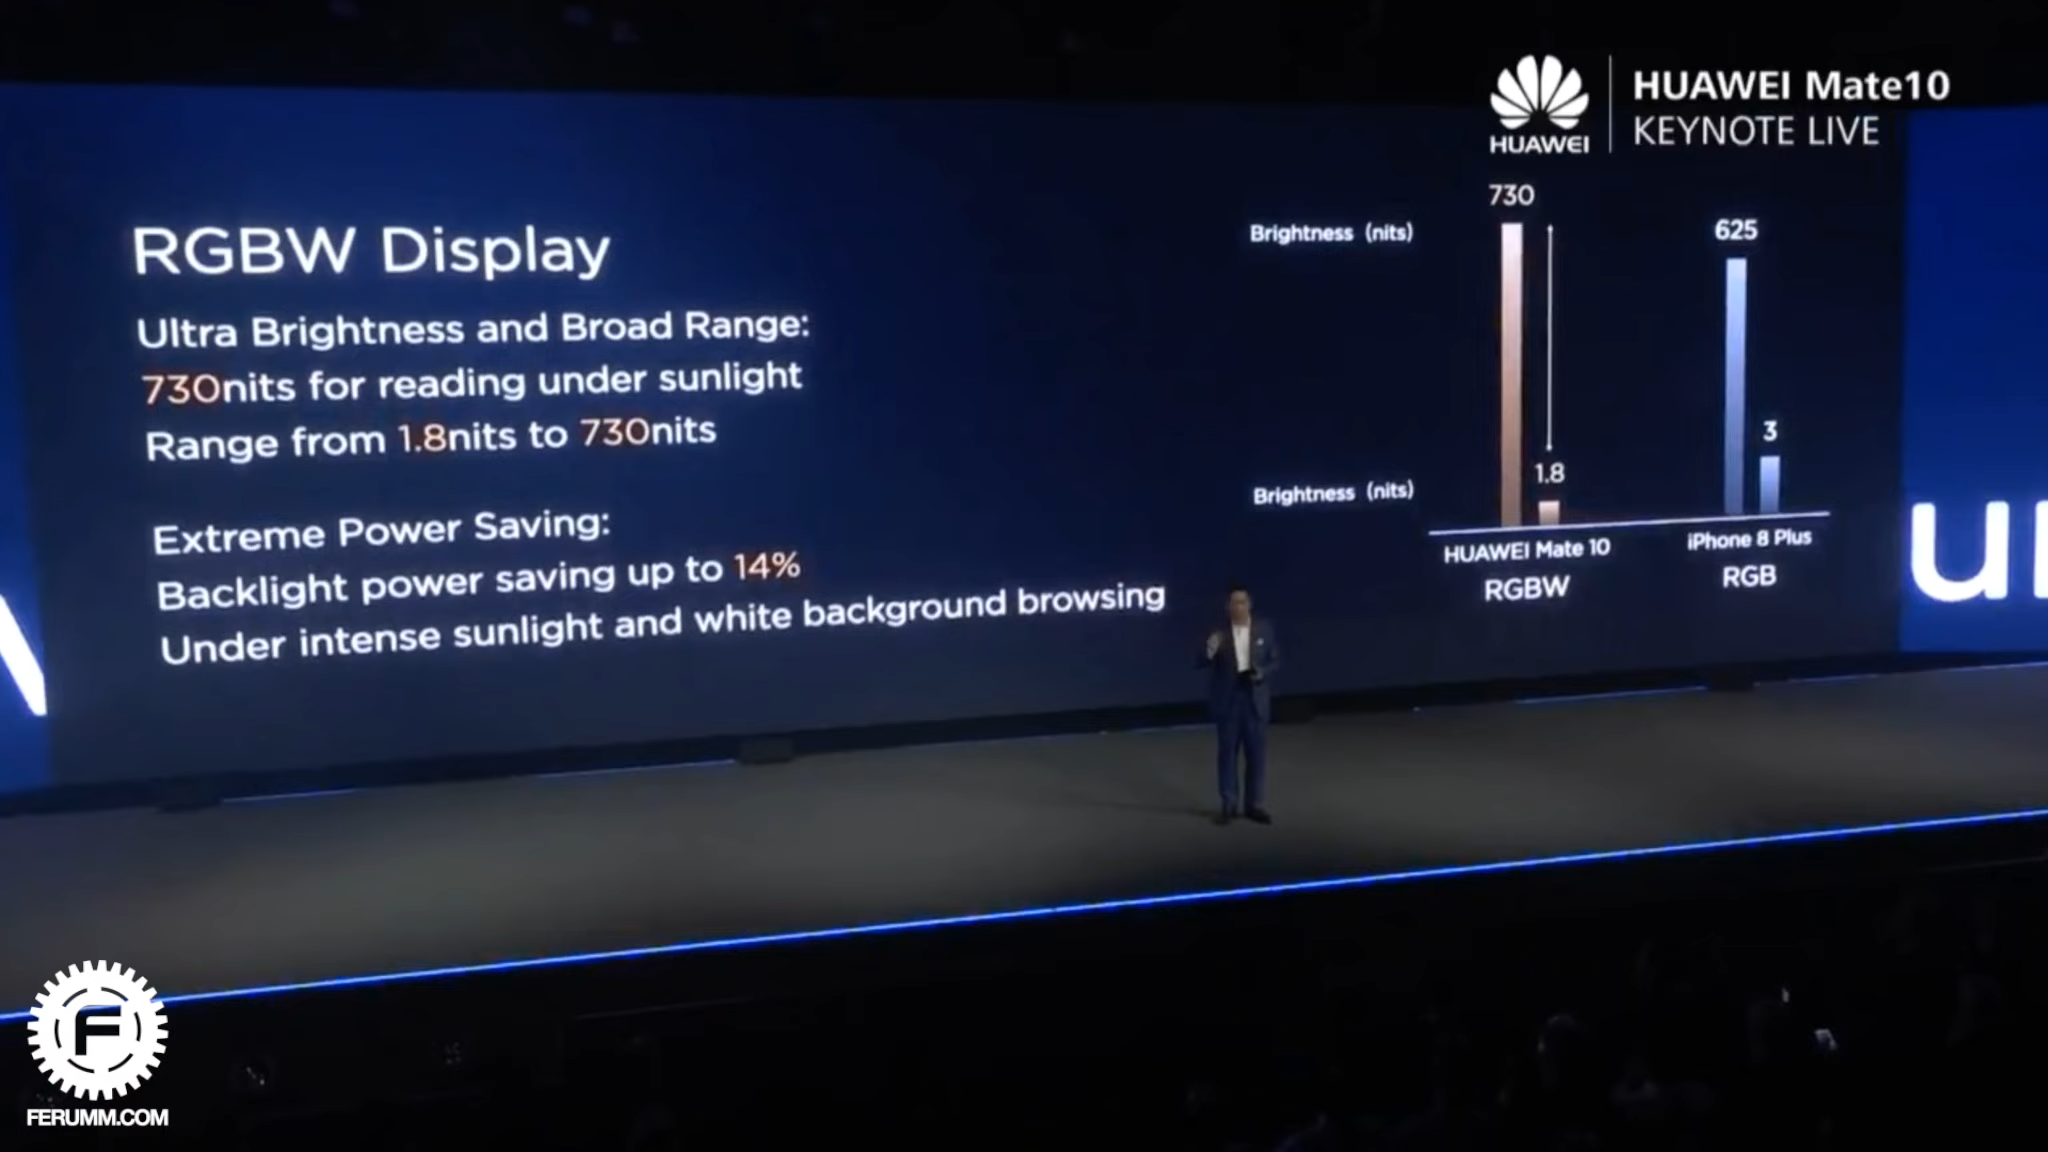 HUAWEI
HUAWEI Mate10
KEYNOTE LIVE
RGBW Display
Ultra Brightness and Broad Range:
730nits for reading under sunlight
Range from 1.8nits to 730nits
Extreme Power Saving:
Backlight power saving up to 14%
Under intense sunlight and white background browsing
Brightness (nits)
730
625
3
1.8
Brightness (nits)
HUAWEI Mate 10
RGBW
iPhone 8 Plus
RGB
F
FERUMM.COM